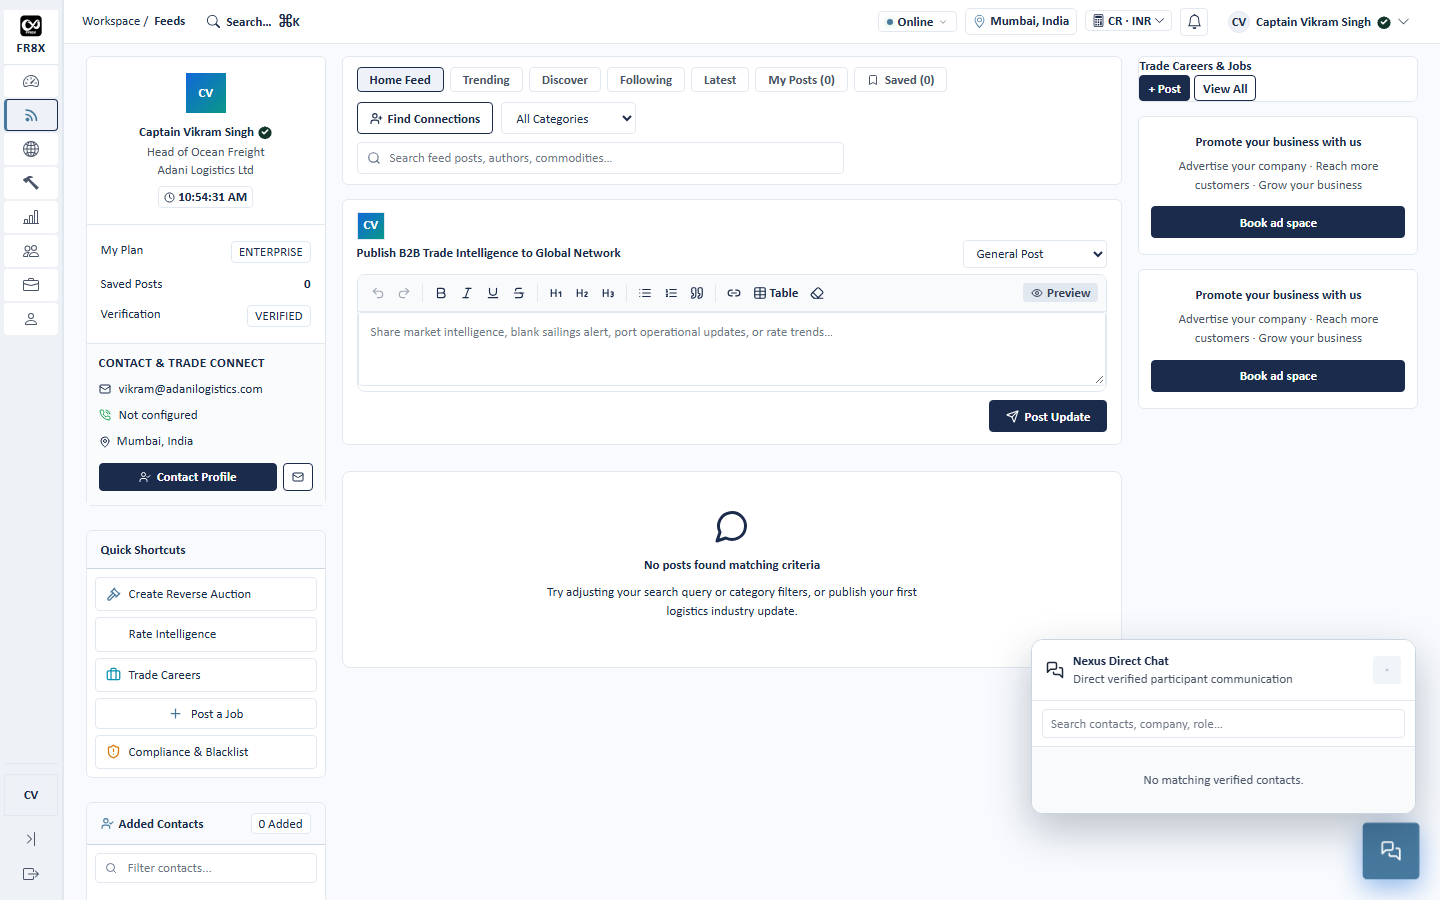 FR8X
Workspace / Feeds
Search... ⌘K
Online
Mumbai, India
CR · INR
CV
Captain Vikram Singh
CV
Captain Vikram Singh
Head of Ocean Freight
Adani Logistics Ltd
10:54:31 AM
My Plan
ENTERPRISE
Saved Posts
0
Verification
VERIFIED
CONTACT & TRADE CONNECT
vikram@adanilogistics.com
Not configured
Mumbai, India
Contact Profile
Quick Shortcuts
Create Reverse Auction
Rate Intelligence
Trade Careers
Post a Job
Compliance & Blacklist
Added Contacts
0 Added
Filter contacts...
CV
Home Feed
Trending
Discover
Following
Latest
My Posts (0)
Saved (0)
Find Connections
All Categories
Search feed posts, authors, commodities...
CV
Publish B2B Trade Intelligence to Global Network
General Post
B I U S H1 H2 H3
Table
Preview
Share market intelligence, blank sailings alert, port operational updates, or rate trends...
Post Update
No posts found matching criteria
Try adjusting your search query or category filters, or publish your first
logistics industry update.
Trade Careers & Jobs
+ Post
View All
Promote your business with us
Advertise your company · Reach more
customers · Grow your business
Book ad space
Promote your business with us
Advertise your company · Reach more
customers · Grow your business
Book ad space
Nexus Direct Chat
Direct verified participant communication
Search contacts, company, role...
No matching verified contacts.